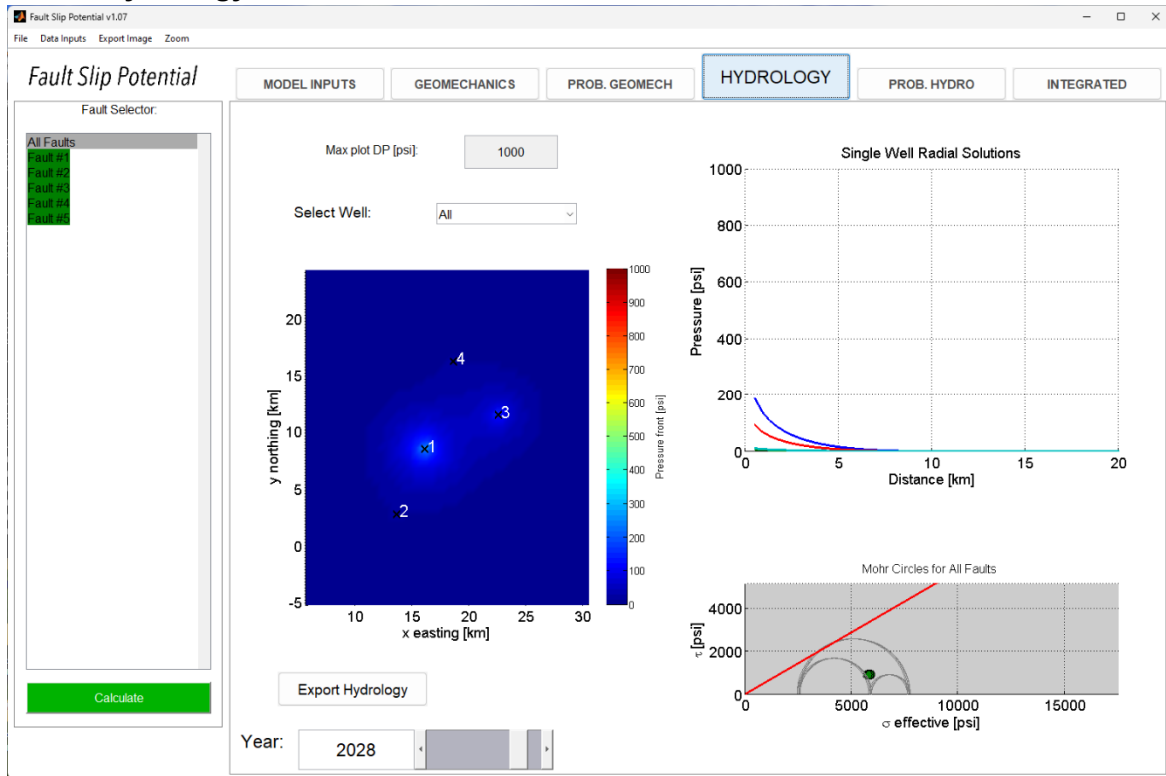 Fault Slip Potential v1.07
File Data Inputs Export Image Zoom
Fault Slip Potential
MODEL INPUTS GEOMECHANICS PROB. GEOMECH HYDROLOGY PROB. HYDRO INTEGRATED
Fault Selector:
All Faults
Fault #1
Fault #2
Fault #3
Fault #4
Fault #5
Calculate
Max plot DP [psi]: 1000
Select Well: All
20
15
10
5
0
-5
y northing [km]
10 15 20 25 30
x easting [km]
4
3
1
2
1000
900
800
700
600
500
400
300
200
100
0
Pressure front [psi]
Export Hydrology
Year: 2028
Single Well Radial Solutions
1000
800
600
400
200
0
Pressure [psi]
0 5 10 15 20
Distance [km]
Mohr Circles for All Faults
4000
2000
0
τ [psi]
0 5000 10000 15000
σ effective [psi]